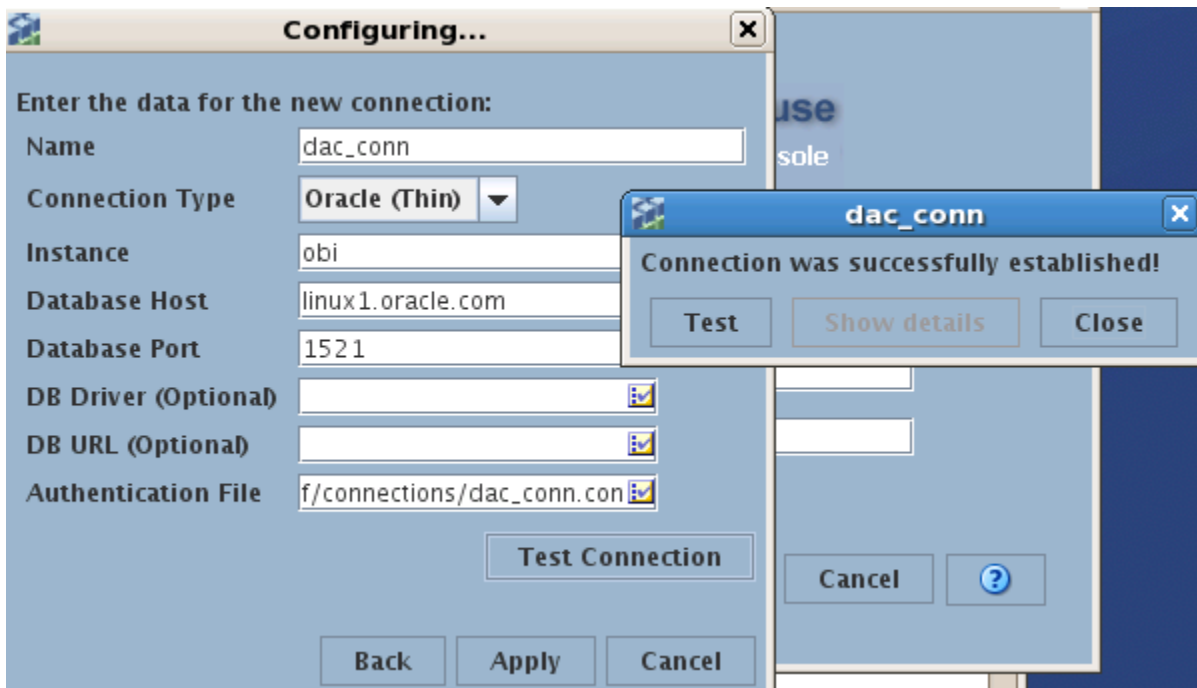 Configuring...
Enter the data for the new connection:
Name dac_conn
Connection Type Oracle (Thin)
Instance obi
Database Host linux1.oracle.com
Database Port 1521
DB Driver (Optional)
DB URL (Optional)
Authentication File f/connections/dac_conn.con
Test Connection
Back Apply Cancel
use
sole
dac_conn
Connection was successfully established!
Test Show details Close
Cancel ?